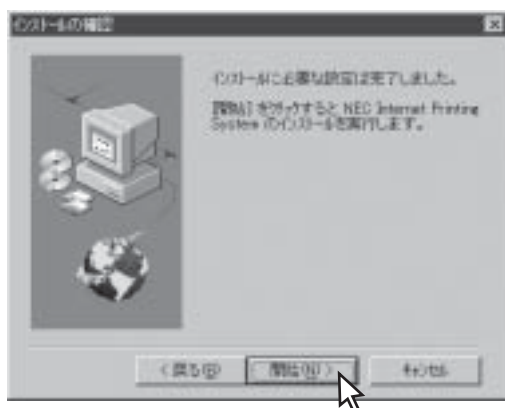 インストールの確認
インストールに必要な設定は完了しました。
[開始] をクリックすると NEC Internet Printing
System のインストールを実行します。
< 戻る(B)
開始(N) >
キャンセル